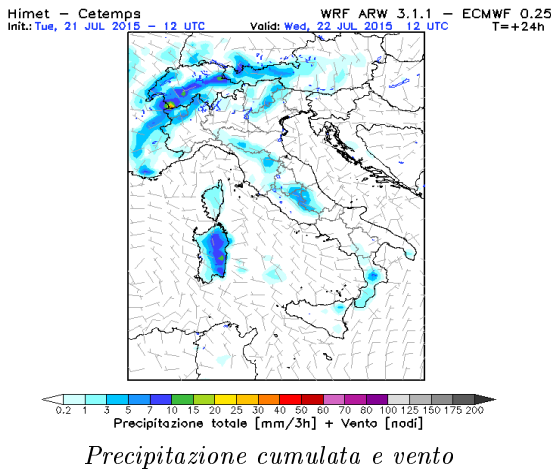 Himet – Cetemps WRF ARW 3.1.1 – ECMWF 0.25
Init.: Tue, 21 JUL 2015 – 12 UTC Valid: Wed, 22 JUL 2015 12 UTC T=+24h
0.2 1 3 5 7 10 15 20 25 30 40 50 60 70 80 100 125 150 175 200
Precipitazione totale [mm/3h] + Vento [nodi]
Precipitazione cumulata e vento